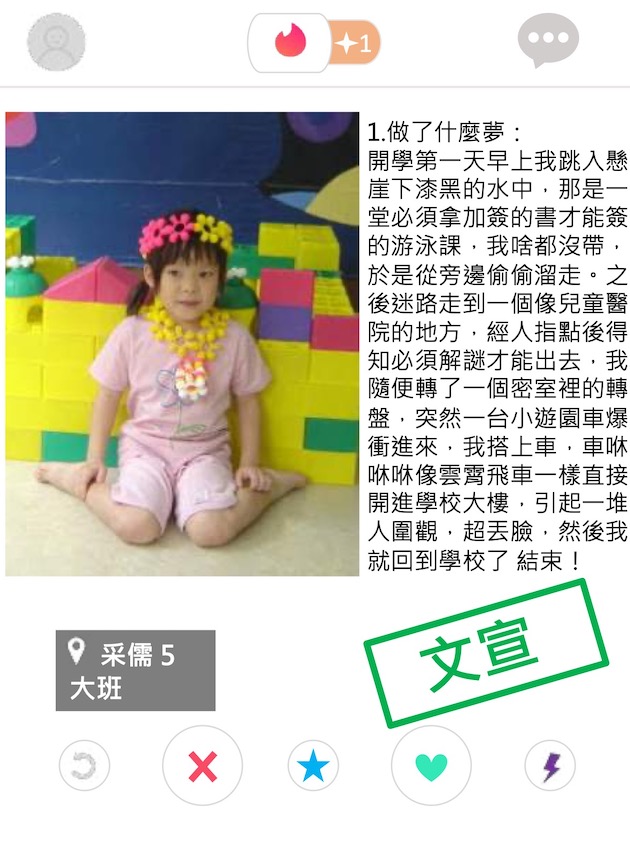 1
1.做了什麼夢：
開學第一天早上我跳入懸
崖下漆黑的水中，那是一
堂必須拿加簽的書才能簽
的游泳課，我啥都沒帶，
於是從旁邊偷偷溜走。之
後迷路走到一個像兒童醫
院的地方，經人指點後得
知必須解謎才能出去，我
隨便轉了一個密室裡的轉
盤，突然一台小遊園車爆
衝進來，我搭上車，車咻
咻咻像雲霄飛車一樣直接
開進學校大樓，引起一堆
人圍觀，超丟臉，然後我
就回到學校了 結束！
文宣
采儒 5
大班